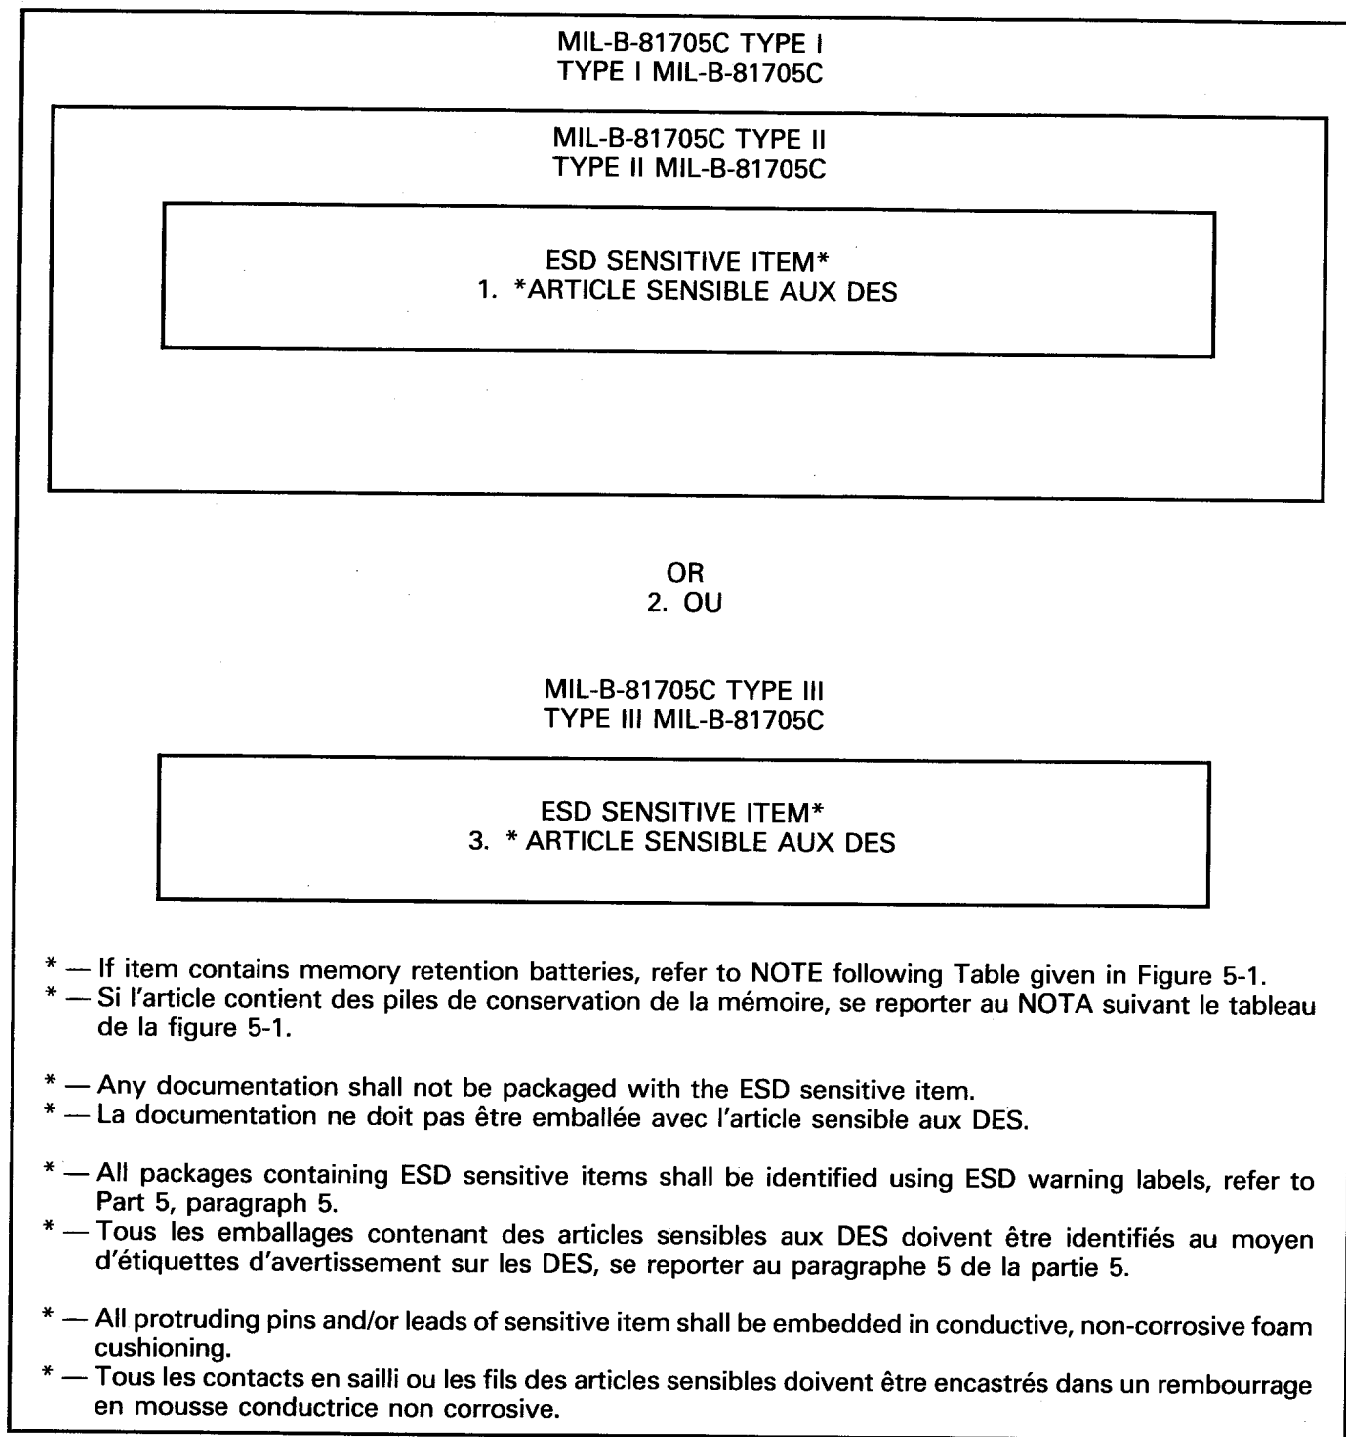 MIL-B-81705C TYPE I
TYPE I MIL-B-81705C
MIL-B-81705C TYPE II
TYPE II MIL-B-81705C
ESD SENSITIVE ITEM*
1. *ARTICLE SENSIBLE AUX DES
OR
2. OU
MIL-B-81705C TYPE III
TYPE III MIL-B-81705C
ESD SENSITIVE ITEM*
3. * ARTICLE SENSIBLE AUX DES
* — If item contains memory retention batteries, refer to NOTE following Table given in Figure 5-1.
* — Si l'article contient des piles de conservation de la mémoire, se reporter au NOTA suivant le tableau
de la figure 5-1.
* — Any documentation shall not be packaged with the ESD sensitive item.
* — La documentation ne doit pas être emballée avec l'article sensible aux DES.
* — All packages containing ESD sensitive items shall be identified using ESD warning labels, refer to
Part 5, paragraph 5.
* — Tous les emballages contenant des articles sensibles aux DES doivent être identifiés au moyen
d'étiquettes d'avertissement sur les DES, se reporter au paragraphe 5 de la partie 5.
* — All protruding pins and/or leads of sensitive item shall be embedded in conductive, non-corrosive foam
cushioning.
* — Tous les contacts en sailli ou les fils des articles sensibles doivent être encastrés dans un rembourrage
en mousse conductrice non corrosive.